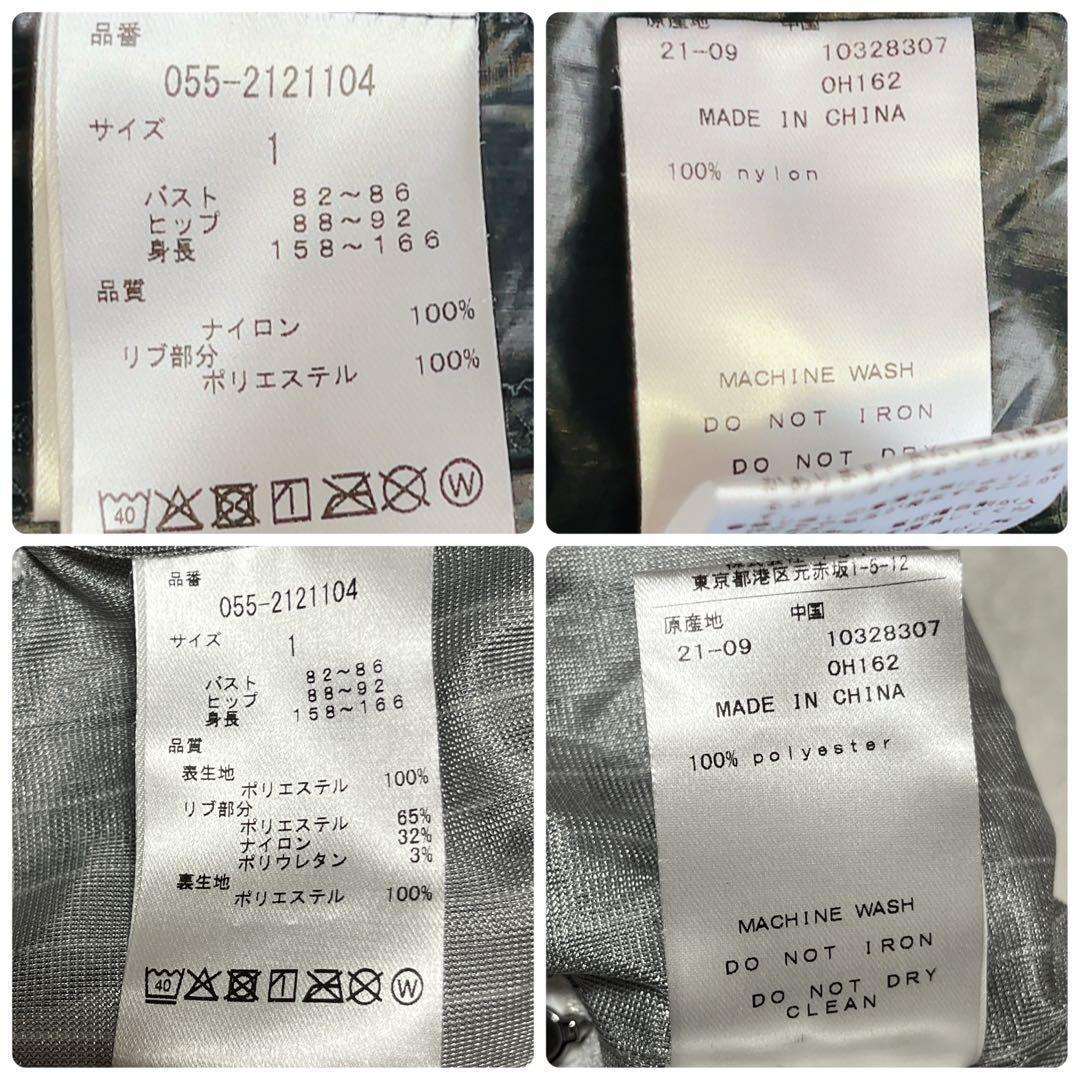 品番
055-2121104
サイズ
1
バスト 82~86
ヒップ 88~92
身長 158~166
品質
ナイロン 100%
リブ部分
ポリエステル 100%
40
W
原産地 中国
21-09 10328307
OH162
MADE IN CHINA
100% nylon
MACHINE WASH
DO NOT IRON
DO NOT DRY
品番
055-2121104
サイズ
1
バスト 82~86
ヒップ 88~92
身長 158~166
品質
表生地
ポリエステル 100%
リブ部分
ポリエステル 65%
ナイロン 32%
ポリウレタン 3%
裏生地
ポリエステル 100%
40
W
東京都港区元赤坂1-5-12
原産地 中国
21-09 10328307
OH162
MADE IN CHINA
100% polyester
MACHINE WASH
DO NOT IRON
DO NOT DRY
CLEAN